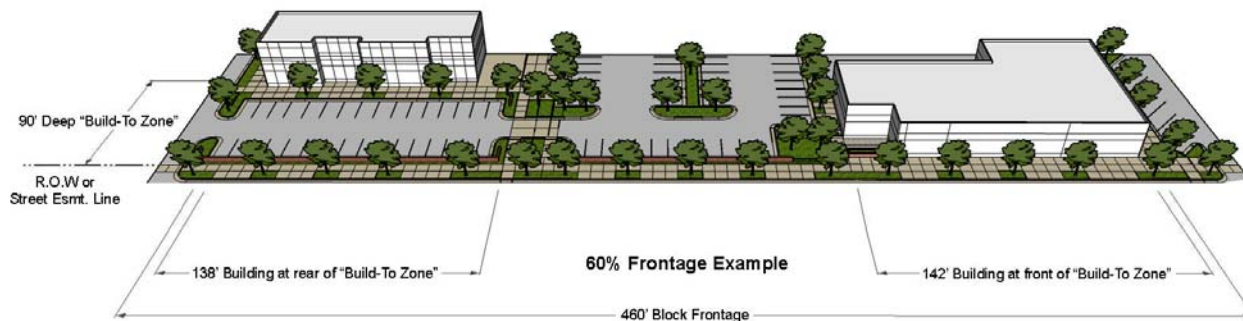 90' Deep "Build-To Zone"
R.O.W or
Street Esmt. Line
138' Building at rear of "Build-To Zone"
60% Frontage Example
142' Building at front of "Build-To Zone"
460' Block Frontage